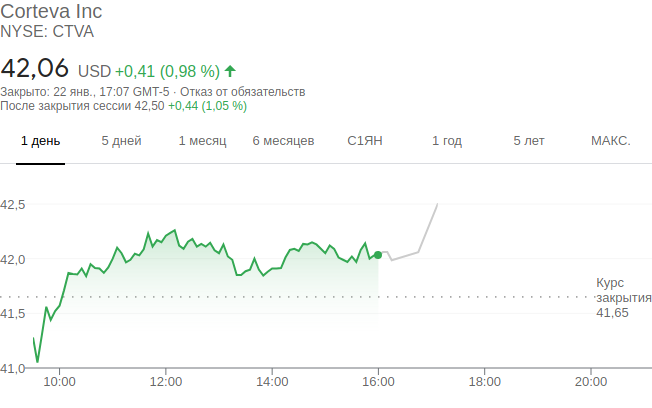 Corteva Inc
NYSE: CTVA
42,06 USD +0,41 (0,98 %)
Закрыто: 22 янв., 17:07 GMT-5 · Отказ от обязательств
После закрытия сессии 42,50 +0,44 (1,05 %)
1 день 5 дней 1 месяц 6 месяцев С1ЯН 1 год 5 лет МАКС.
42,5
42,0
Курс
закрытия
41,65
41,5
41,0
10:00 12:00 14:00 16:00 18:00 20:00